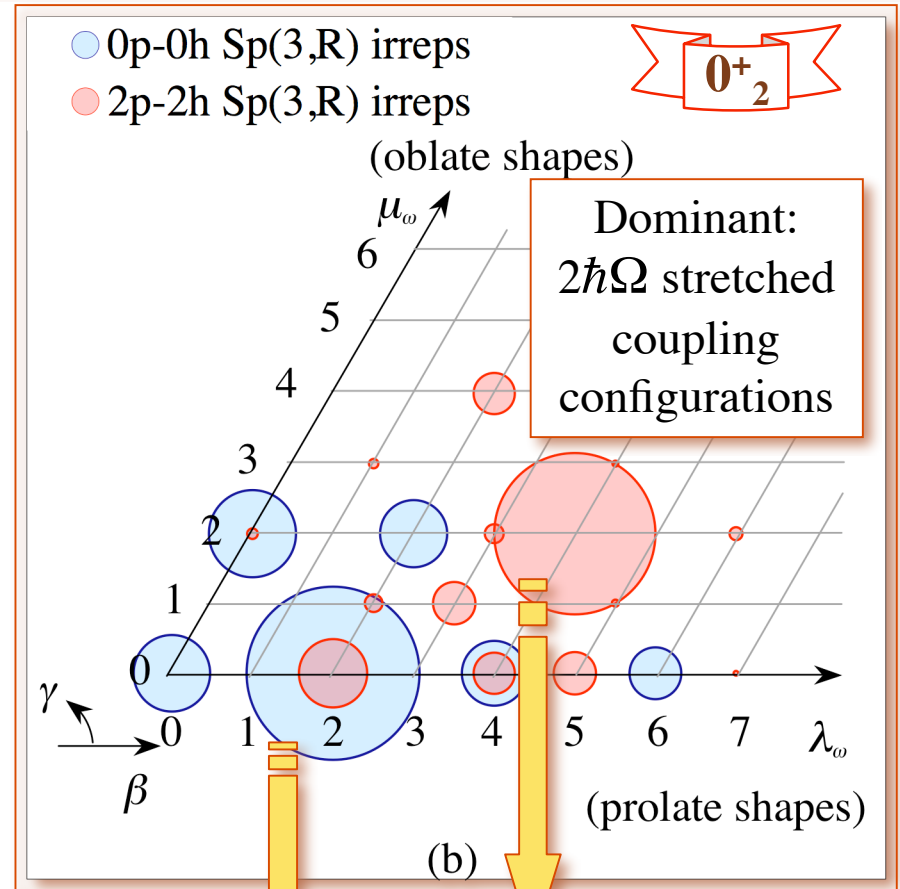 0p-0h Sp(3,R) irreps
2p-2h Sp(3,R) irreps
0⁺₂
(oblate shapes)
μω
Dominant:
2ℏΩ stretched
coupling
configurations
6
5
4
3
2
1
0
γ
β
0 1 2 3 4 5 6 7 λω
(prolate shapes)
(b)